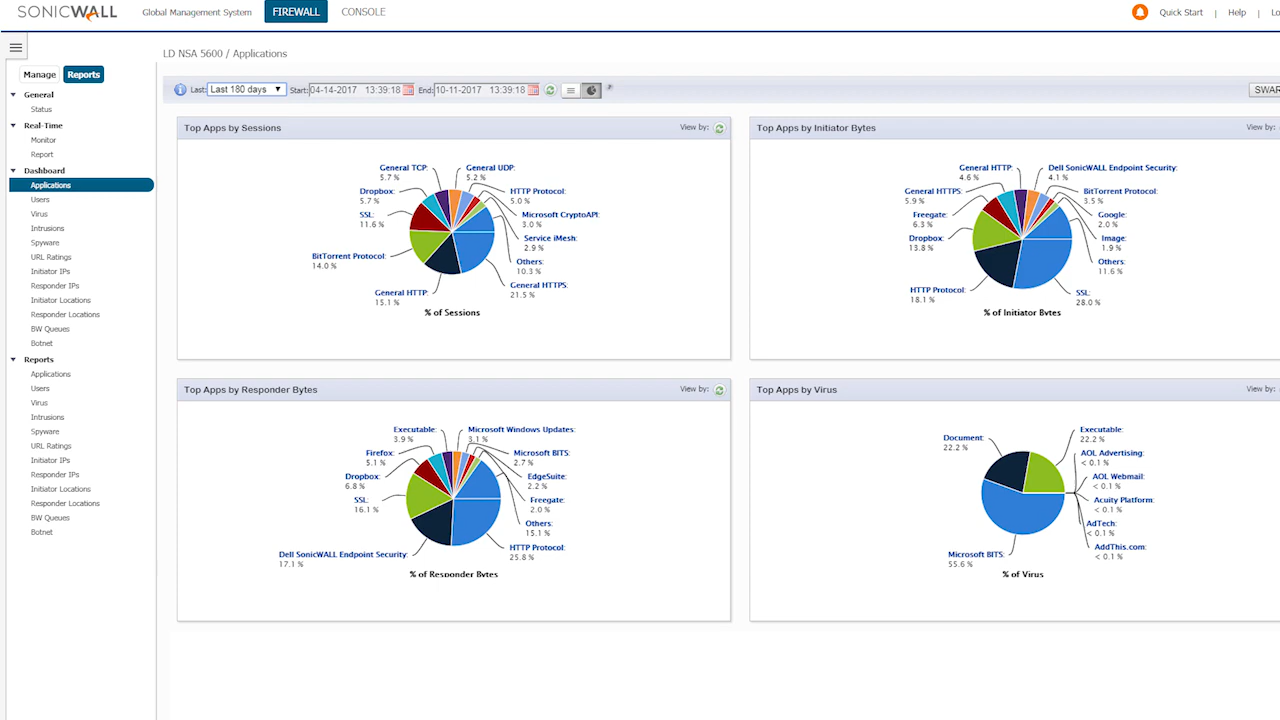 SONICWALL
Global Management System
FIREWALL
CONSOLE
Quick Start | Help | Lo
LD NSA 5600 / Applications
Manage
Reports
General
Status
Real-Time
Monitor
Report
Dashboard
Applications
Users
Virus
Intrusions
Spyware
URL Ratings
Initiator IPs
Responder IPs
Initiator Locations
Responder Locations
BW Queues
Botnet
Reports
Applications
Users
Virus
Intrusions
Spyware
URL Ratings
Initiator IPs
Responder IPs
Initiator Locations
Responder Locations
BW Queues
Botnet
Last: Last 180 days Start: 04-14-2017 13:39:18 End: 10-11-2017 13:39:18
SWAR
Top Apps by Sessions
View by:
General TCP:
5.7 %
General UDP:
5.2 %
Dropbox:
5.7 %
HTTP Protocol:
5.0 %
SSL:
11.6 %
Microsoft CryptoAPI:
3.0 %
Service iMesh:
2.9 %
BitTorrent Protocol:
14.0 %
Others:
10.3 %
General HTTP:
15.1 %
General HTTPS:
21.5 %
% of Sessions
Top Apps by Initiator Bytes
View by:
General HTTP:
4.6 %
Dell SonicWALL Endpoint Security:
4.1 %
General HTTPS:
5.9 %
BitTorrent Protocol:
3.5 %
Freegate:
6.3 %
Google:
2.0 %
Dropbox:
13.8 %
Image:
1.9 %
Others:
11.6 %
HTTP Protocol:
18.1 %
SSL:
28.0 %
% of Initiator Bytes
Top Apps by Responder Bytes
View by:
Executable:
3.9 %
Microsoft Windows Updates:
3.1 %
Firefox:
5.1 %
Microsoft BITS:
2.7 %
Dropbox:
6.8 %
EdgeSuite:
2.2 %
SSL:
16.1 %
Freegate:
2.0 %
Others:
15.1 %
Dell SonicWALL Endpoint Security:
17.1 %
HTTP Protocol:
25.8 %
% of Responder Bytes
Top Apps by Virus
View by:
Document:
22.2 %
Executable:
22.2 %
AOL Advertising:
< 0.1 %
AOL Webmail:
< 0.1 %
Acuity Platform:
< 0.1 %
AdTech:
< 0.1 %
AddThis.com:
< 0.1 %
Microsoft BITS:
55.6 %
% of Virus